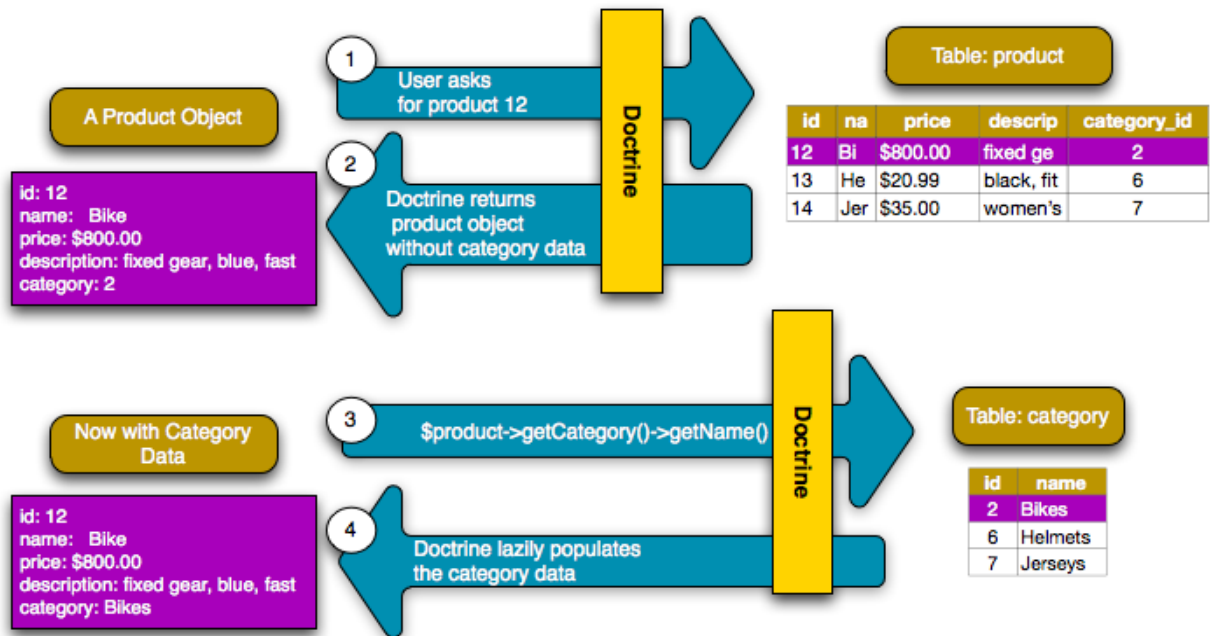 1
User asks
for product 12
Doctrine
Table: product
A Product Object
id na price descrip category_id
12 Bi $800.00 fixed ge 2
13 He $20.99 black, fit 6
14 Jer $35.00 women's 7
2
Doctrine returns
product object
without category data
id: 12
name: Bike
price: $800.00
description: fixed gear, blue, fast
category: 2
3
$product->getCategory()->getName()
Doctrine
Table: category
Now with Category
Data
id name
2 Bikes
6 Helmets
7 Jerseys
4
Doctrine lazily populates
the category data
id: 12
name: Bike
price: $800.00
description: fixed gear, blue, fast
category: Bikes